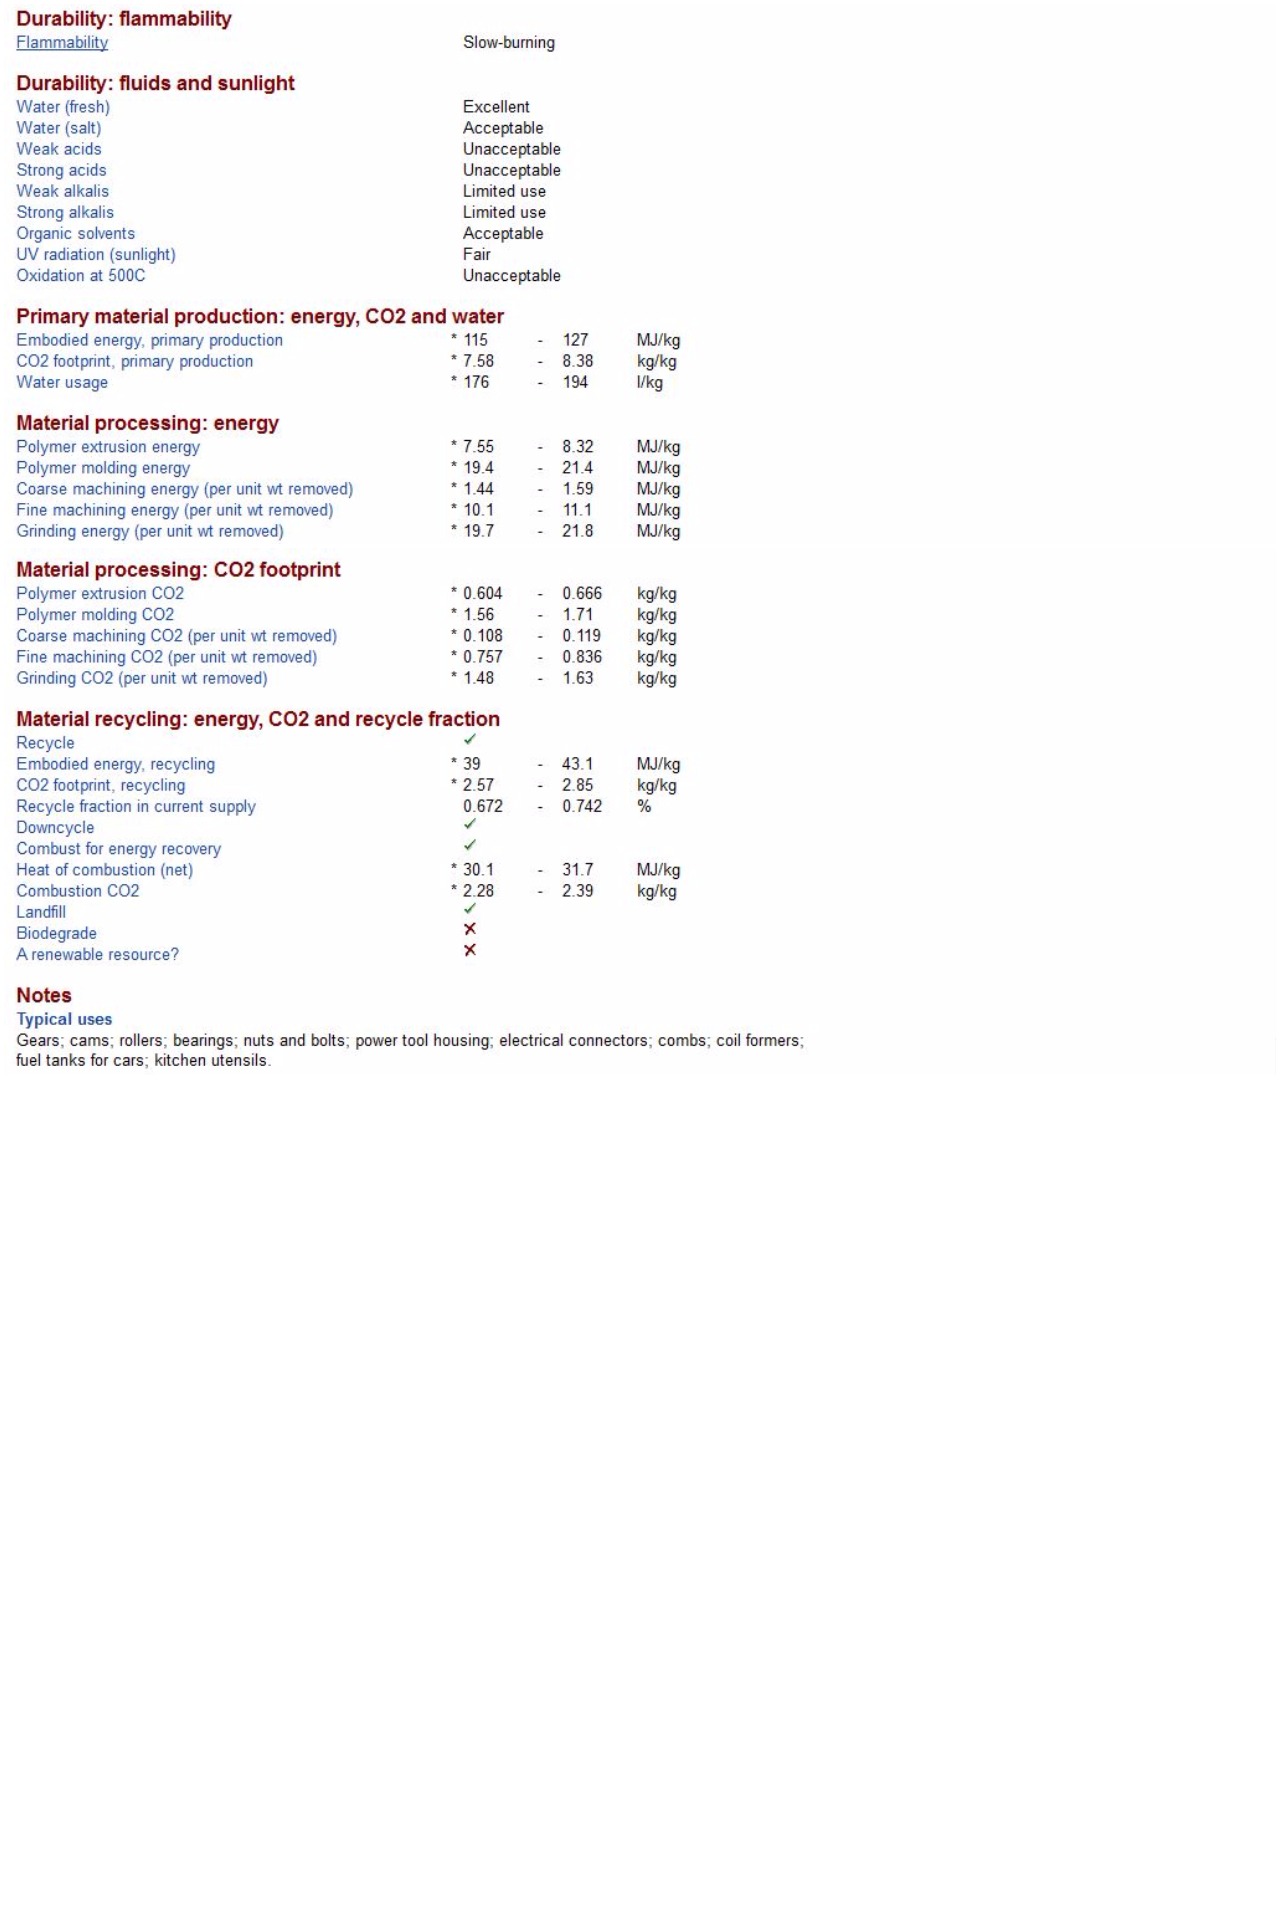 Durability: flammability
Flammability Slow-burning
Durability: fluids and sunlight
Water (fresh) Excellent
Water (salt) Acceptable
Weak acids Unacceptable
Strong acids Unacceptable
Weak alkalis Limited use
Strong alkalis Limited use
Organic solvents Acceptable
UV radiation (sunlight) Fair
Oxidation at 500C Unacceptable
Primary material production: energy, CO2 and water
Embodied energy, primary production * 115 - 127 MJ/kg
CO2 footprint, primary production * 7.58 - 8.38 kg/kg
Water usage * 176 - 194 l/kg
Material processing: energy
Polymer extrusion energy * 7.55 - 8.32 MJ/kg
Polymer molding energy * 19.4 - 21.4 MJ/kg
Coarse machining energy (per unit wt removed) * 1.44 - 1.59 MJ/kg
Fine machining energy (per unit wt removed) * 10.1 - 11.1 MJ/kg
Grinding energy (per unit wt removed) * 19.7 - 21.8 MJ/kg
Material processing: CO2 footprint
Polymer extrusion CO2 * 0.604 - 0.666 kg/kg
Polymer molding CO2 * 1.56 - 1.71 kg/kg
Coarse machining CO2 (per unit wt removed) * 0.108 - 0.119 kg/kg
Fine machining CO2 (per unit wt removed) * 0.757 - 0.836 kg/kg
Grinding CO2 (per unit wt removed) * 1.48 - 1.63 kg/kg
Material recycling: energy, CO2 and recycle fraction
Recycle ✓
Embodied energy, recycling * 39 - 43.1 MJ/kg
CO2 footprint, recycling * 2.57 - 2.85 kg/kg
Recycle fraction in current supply 0.672 - 0.742 %
Downcycle ✓
Combust for energy recovery ✓
Heat of combustion (net) * 30.1 - 31.7 MJ/kg
Combustion CO2 * 2.28 - 2.39 kg/kg
Landfill ✓
Biodegrade ✗
A renewable resource? ✗
Notes
Typical uses
Gears; cams; rollers; bearings; nuts and bolts; power tool housing; electrical connectors; combs; coil formers;
fuel tanks for cars; kitchen utensils.